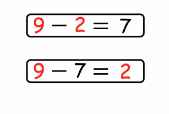 9 − 2 = 7
9 − 7 = 2